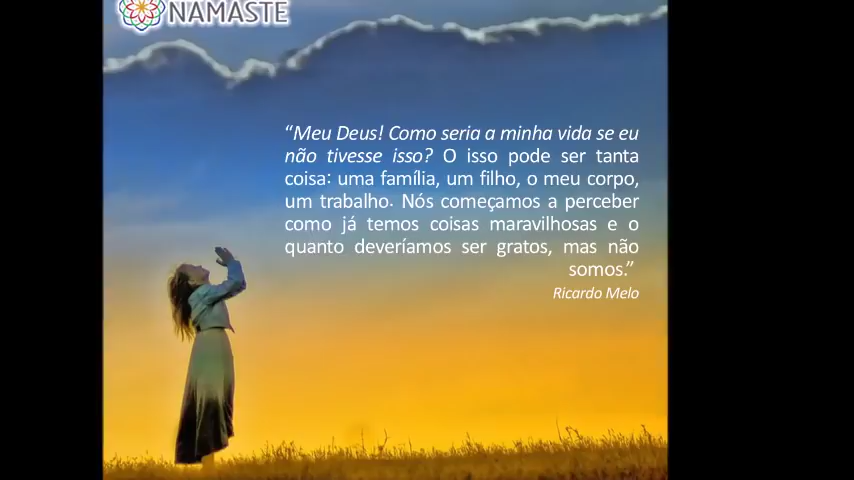 NAMASTE
“Meu Deus! Como seria a minha vida se eu
não tivesse isso? O isso pode ser tanta
coisa: uma família, um filho, o meu corpo,
um trabalho. Nós começamos a perceber
como já temos coisas maravilhosas e o
quanto deveríamos ser gratos, mas não
somos.”
Ricardo Melo